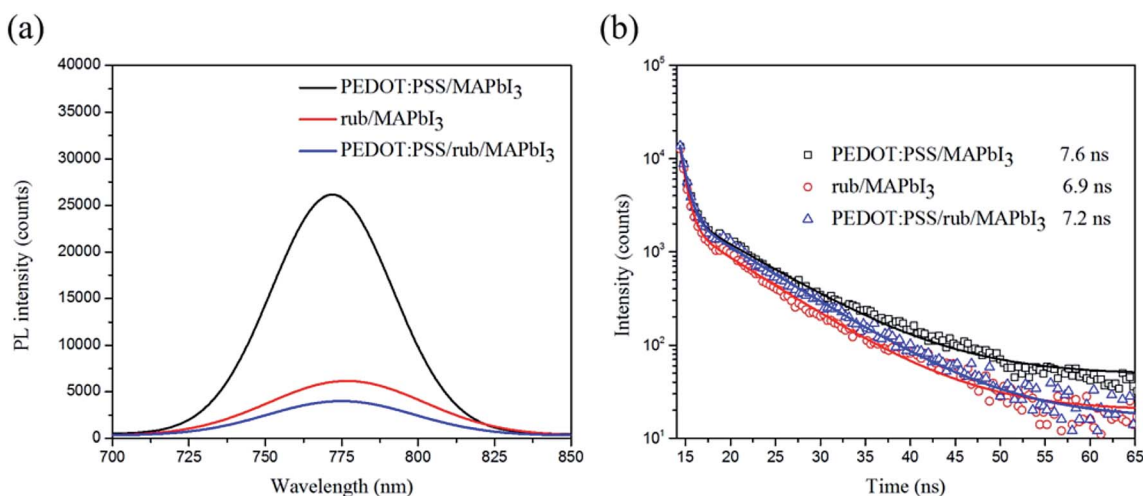 (a)
40000
35000
30000
25000
20000
15000
10000
5000
0
PL intensity (counts)
PEDOT:PSS/MAPbI3
rub/MAPbI3
PEDOT:PSS/rub/MAPbI3
700 725 750 775 800 825 850
Wavelength (nm)
(b)
10^5
10^4
10^3
10^2
10^1
Intensity (counts)
PEDOT:PSS/MAPbI3 7.6 ns
rub/MAPbI3 6.9 ns
PEDOT:PSS/rub/MAPbI3 7.2 ns
15 20 25 30 35 40 45 50 55 60 65
Time (ns)